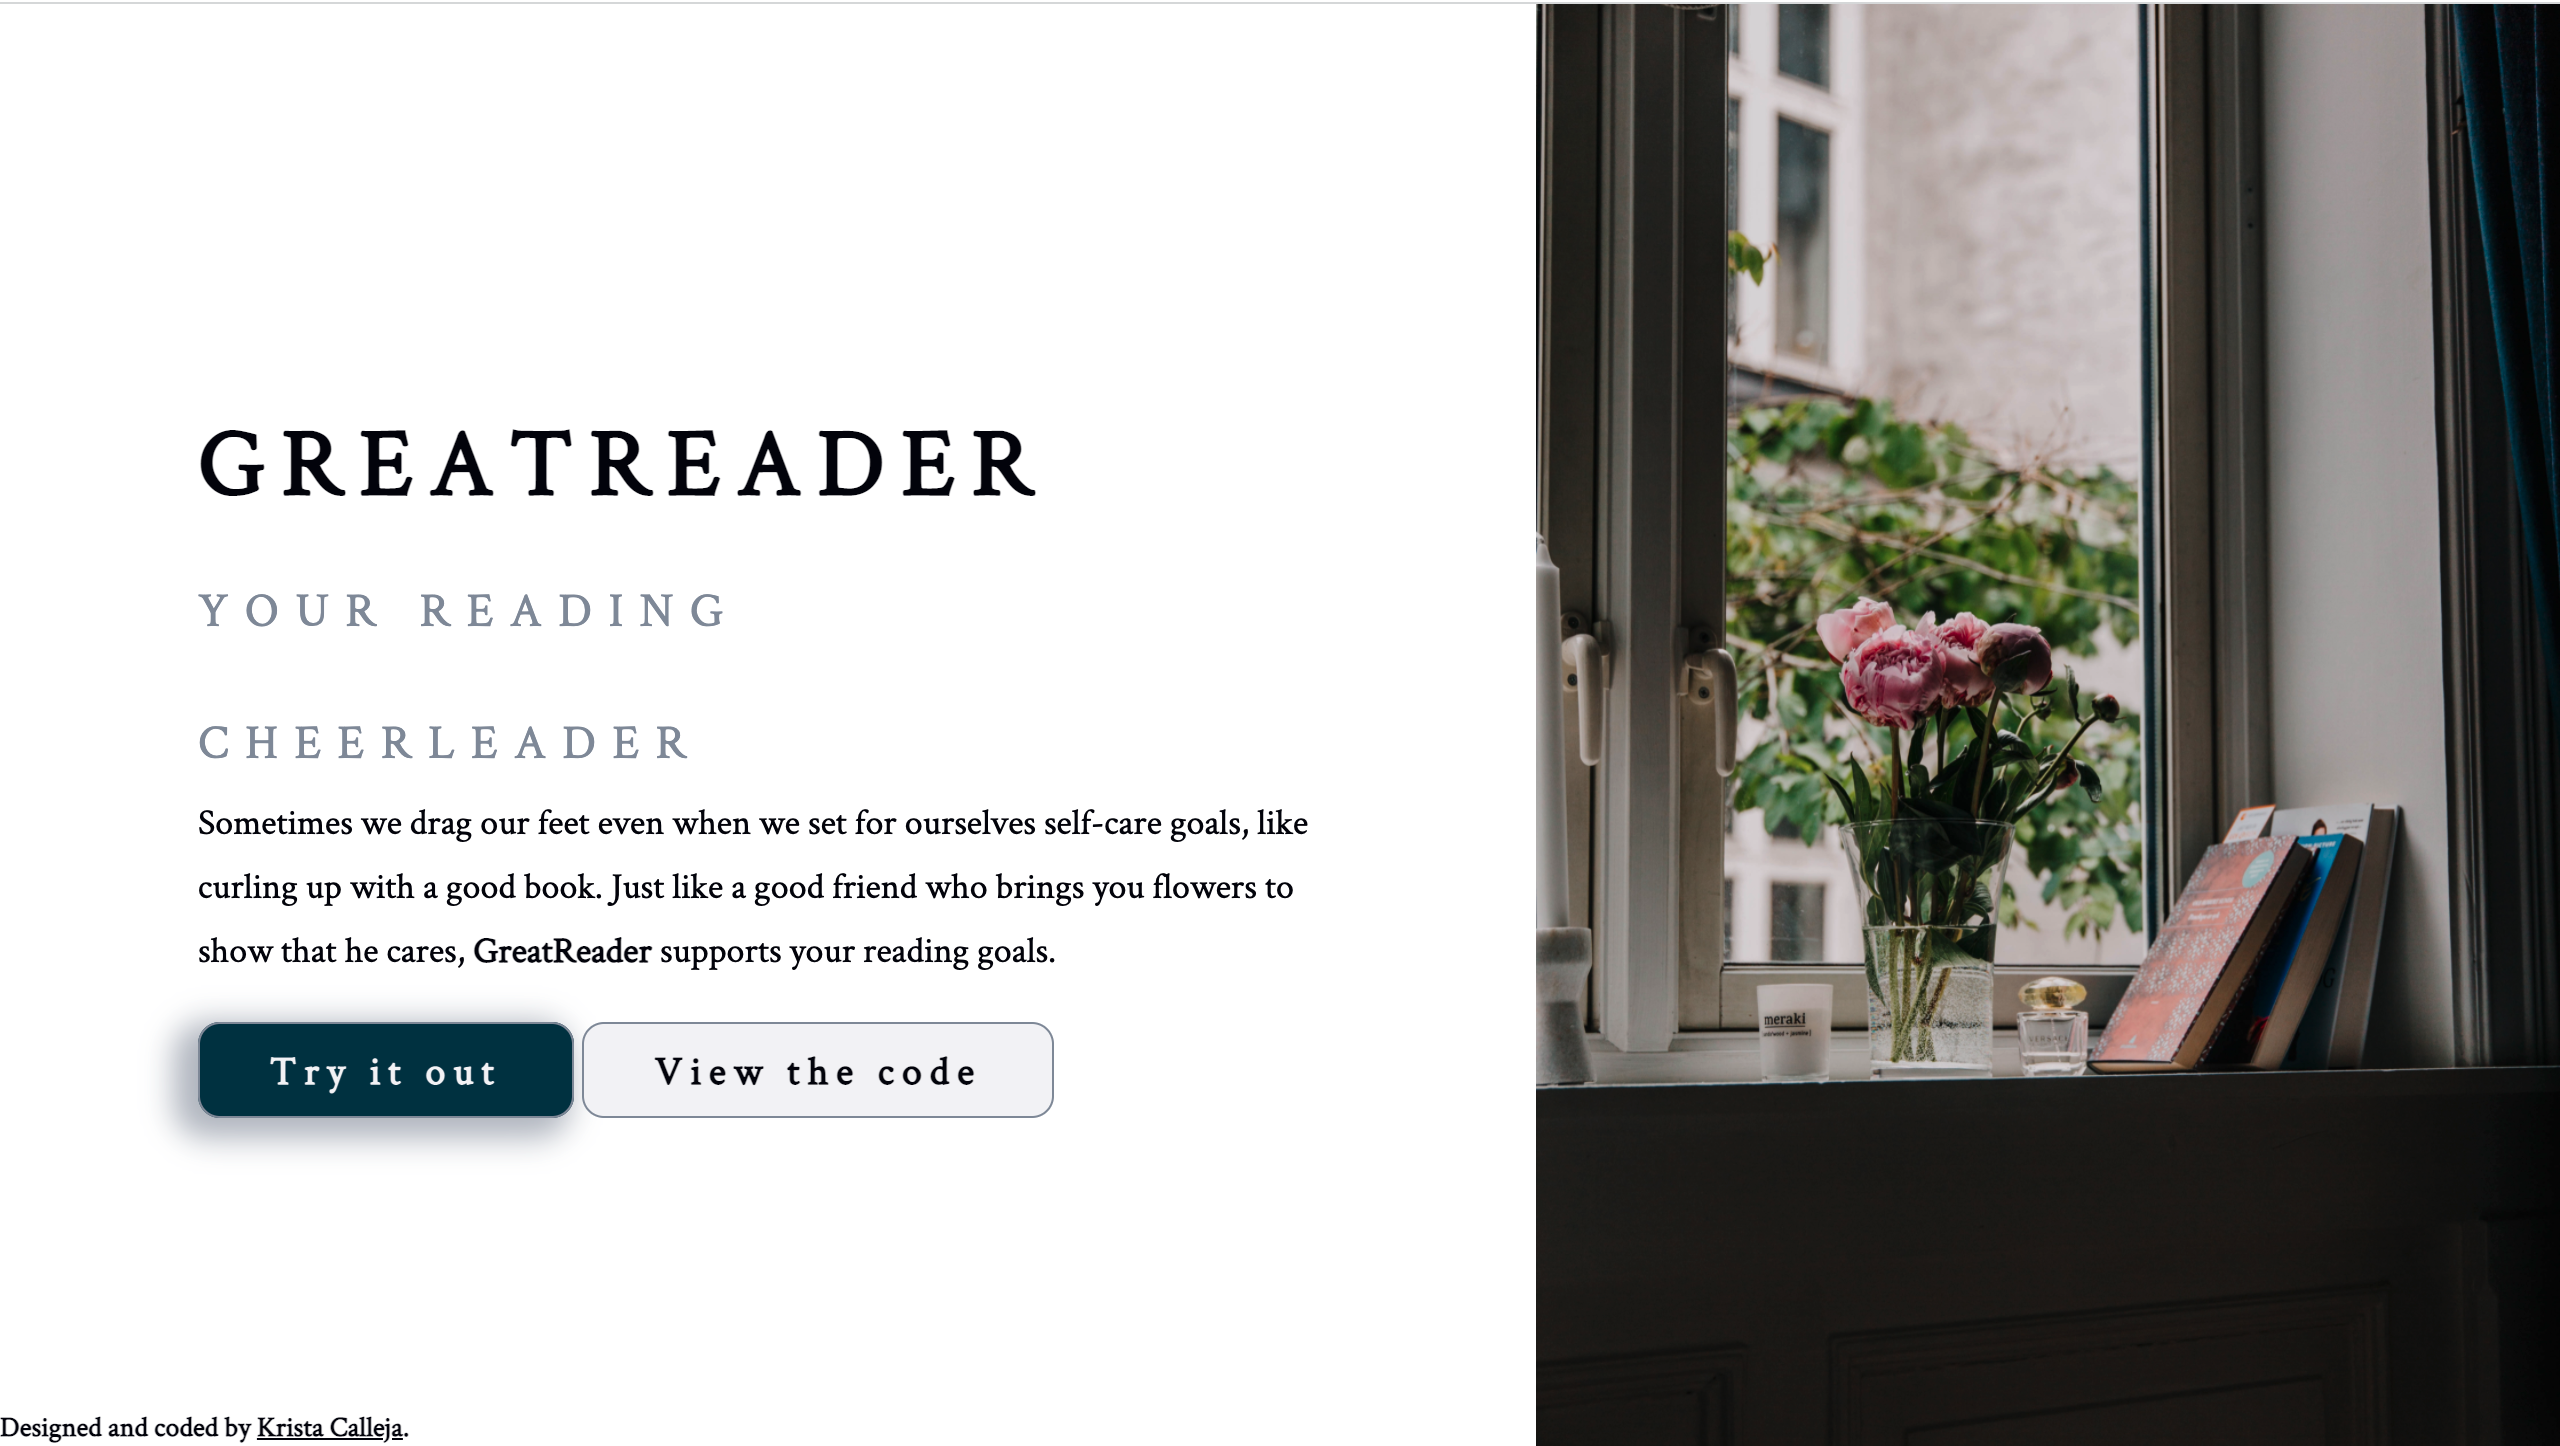 GREATREADER
YOUR READING
CHEERLEADER
Sometimes we drag our feet even when we set for ourselves self-care goals, like
curling up with a good book. Just like a good friend who brings you flowers to
show that he cares, GreatReader supports your reading goals.
Try it out
View the code
Designed and coded by Krista Calleja.
meraki